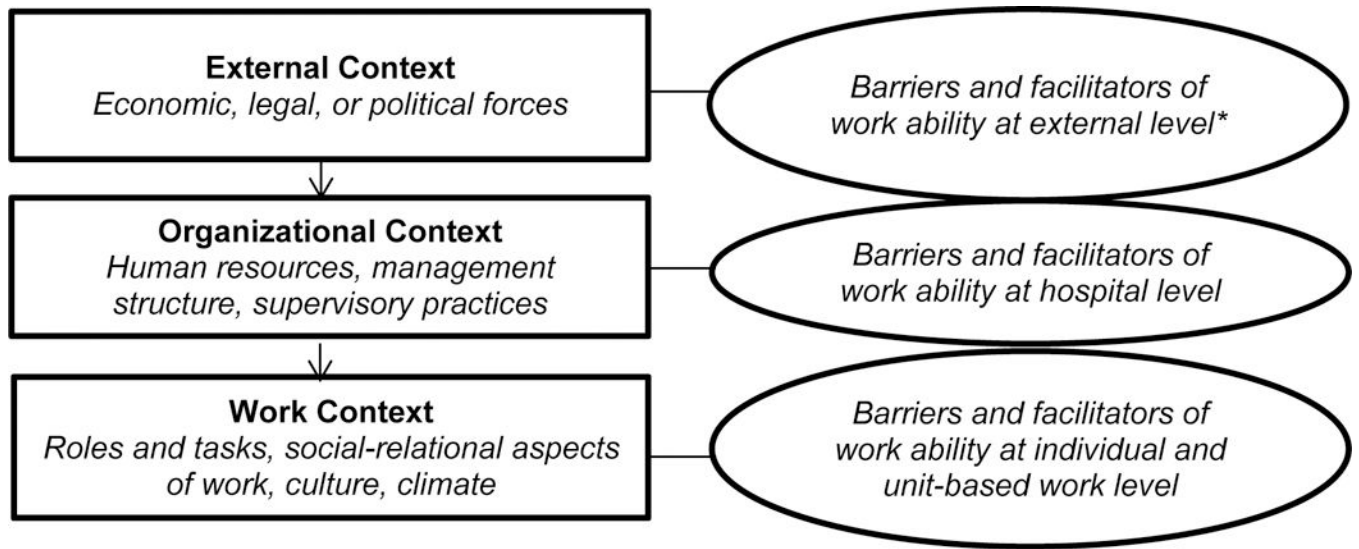 External Context
Economic, legal, or political forces
Barriers and facilitators of
work ability at external level*
Organizational Context
Human resources, management
structure, supervisory practices
Barriers and facilitators of
work ability at hospital level
Work Context
Roles and tasks, social-relational aspects
of work, culture, climate
Barriers and facilitators of
work ability at individual and
unit-based work level